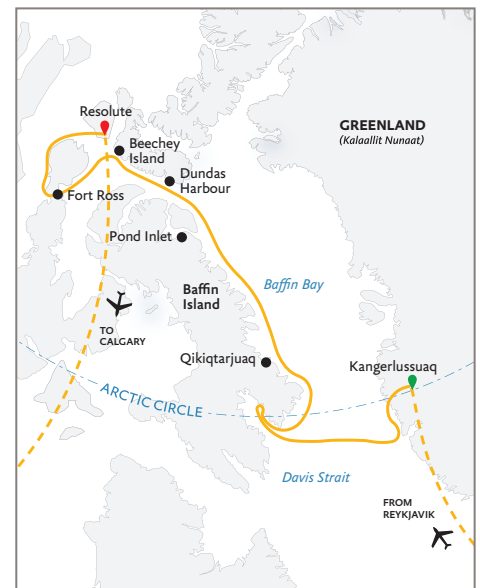 Resolute
Beechey
Island
GREENLAND
(Kalaallit Nunaat)
Dundas
Harbour
Fort Ross
Pond Inlet
Baffin
Island
Baffin Bay
TO
CALGARY
Qikiqtarjuaq
Kangerlussuaq
ARCTIC CIRCLE
Davis Strait
FROM
REYKJAVIK